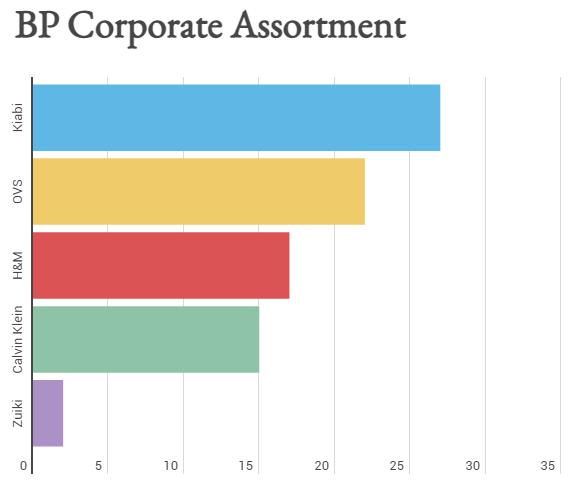 BP Corporate Assortment
Kiabi
OVS
H&M
Calvin Klein
Zuiki
0 5 10 15 20 25 30 35